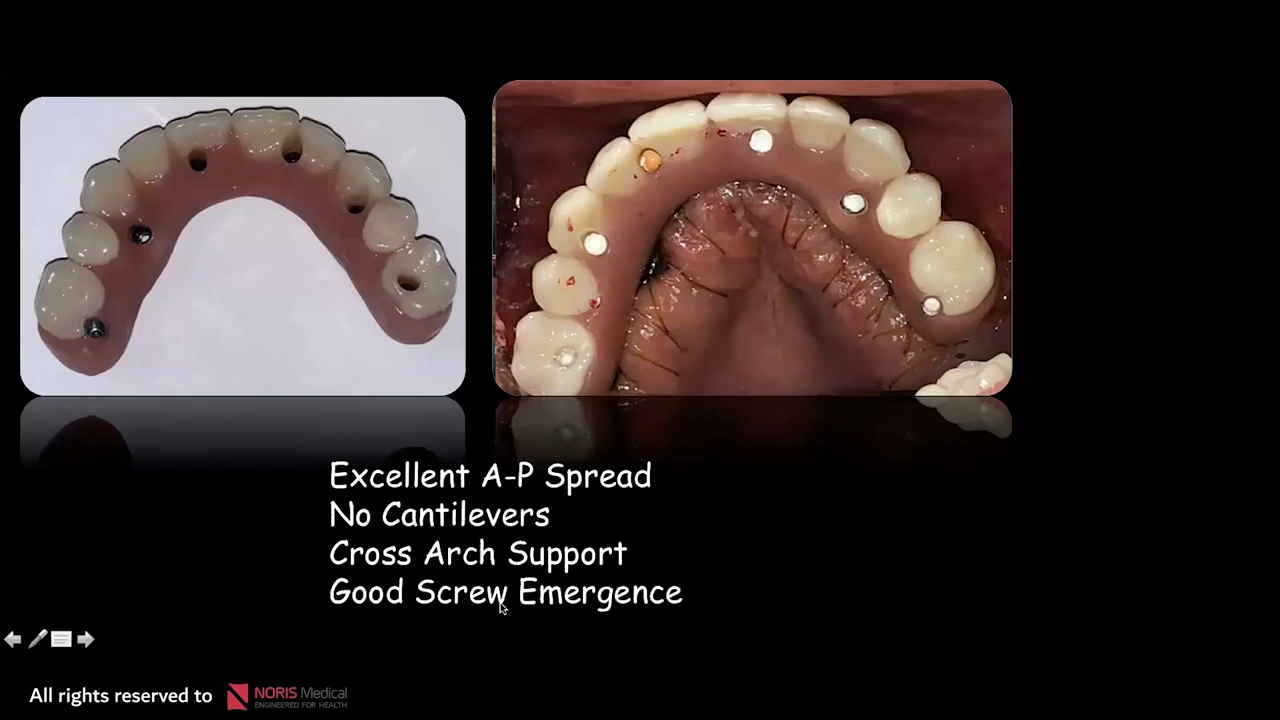 Excellent A-P Spread
No Cantilevers
Cross Arch Support
Good Screw Emergence
All rights reserved to NORIS Medical
ENGINEERED FOR HEALTH